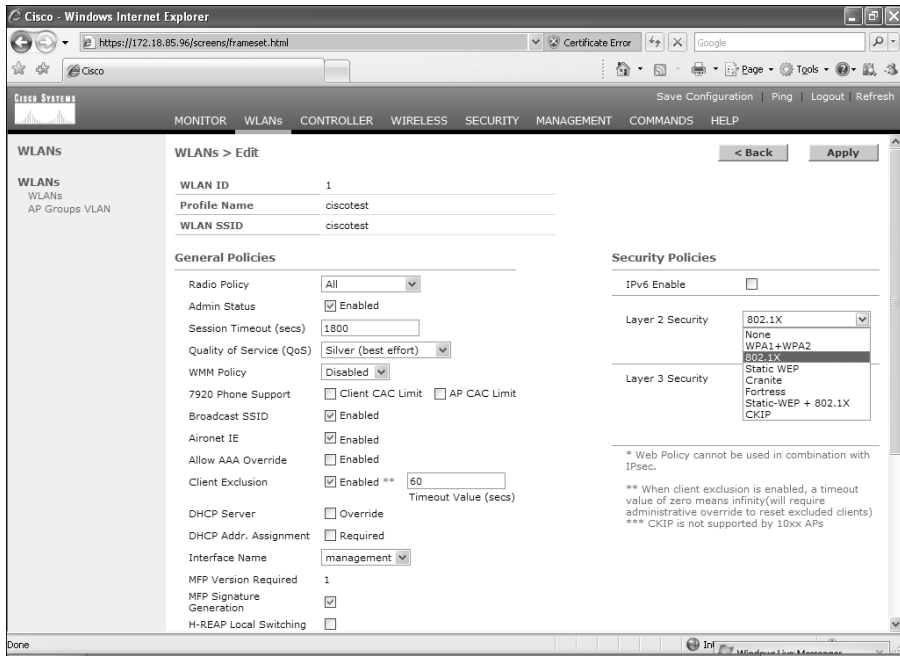 Cisco - Windows Internet Explorer
https://172.18.85.96/screens/frameset.html
Certificate Error
Google
Cisco
Page
Tools
CISCO SYSTEMS
Save Configuration | Ping | Logout | Refresh
MONITOR WLANs CONTROLLER WIRELESS SECURITY MANAGEMENT COMMANDS HELP
WLANs
WLANs
WLANs
AP Groups VLAN
WLANs > Edit
< Back
Apply
WLAN ID 1
Profile Name ciscotest
WLAN SSID ciscotest
General Policies
Radio Policy All
Admin Status Enabled
Session Timeout (secs) 1800
Quality of Service (QoS) Silver (best effort)
WMM Policy Disabled
7920 Phone Support Client CAC Limit AP CAC Limit
Broadcast SSID Enabled
Aironet IE Enabled
Allow AAA Override Enabled
Client Exclusion Enabled ** 60
Timeout Value (secs)
DHCP Server Override
DHCP Addr. Assignment Required
Interface Name management
MFP Version Required 1
MFP Signature
Generation
H-REAP Local Switching
Security Policies
IPv6 Enable
Layer 2 Security 802.1X
None
WPA1+WPA2
802.1X
Static WEP
Cranite
Fortress
Static-WEP + 802.1X
CKIP
Layer 3 Security
* Web Policy cannot be used in combination with
IPsec.
** When client exclusion is enabled, a timeout
value of zero means infinity(will require
administrative override to reset excluded clients)
*** CKIP is not supported by 10xx APs
Done
Windows Live Messenger